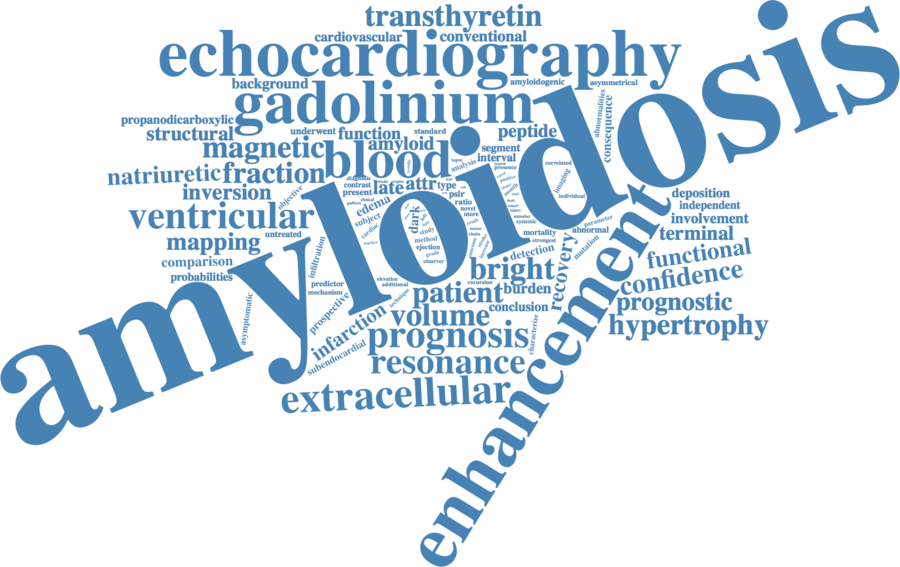 transthyretin
cardiovascular conventional
echocardiography
background amyloidogenic asymmetrical
gadolinium
propanodicarboxylic
structural underwent function standard peptide
abnormalities
consequence
magnetic amyloid segment
blood interval
natriuretic fraction
analysis
presence
correlated
imaging
individual
contrast late attr type
present
inversion
objective
edema
psir
ratio
novel
more
subject
cardiac
dark
study
method
ejection
grade
observer
systemic
deposition
independent
ventricular
involvement
untreated
mapping
mortality
strongest
parameter
abnormal
mutation
terminal
comparison
infiltration
detection
recovery
functional
probabilities
bright
confidence
amyloidosis
enhancement
predictor
mechanism
elevation
additional
excursion
technique
patient burden
prognostic
asymptomatic
prospective
volume conclusion
hypertrophy
infarction
prognosis
characterize
subendocardial
resonance
extracellular